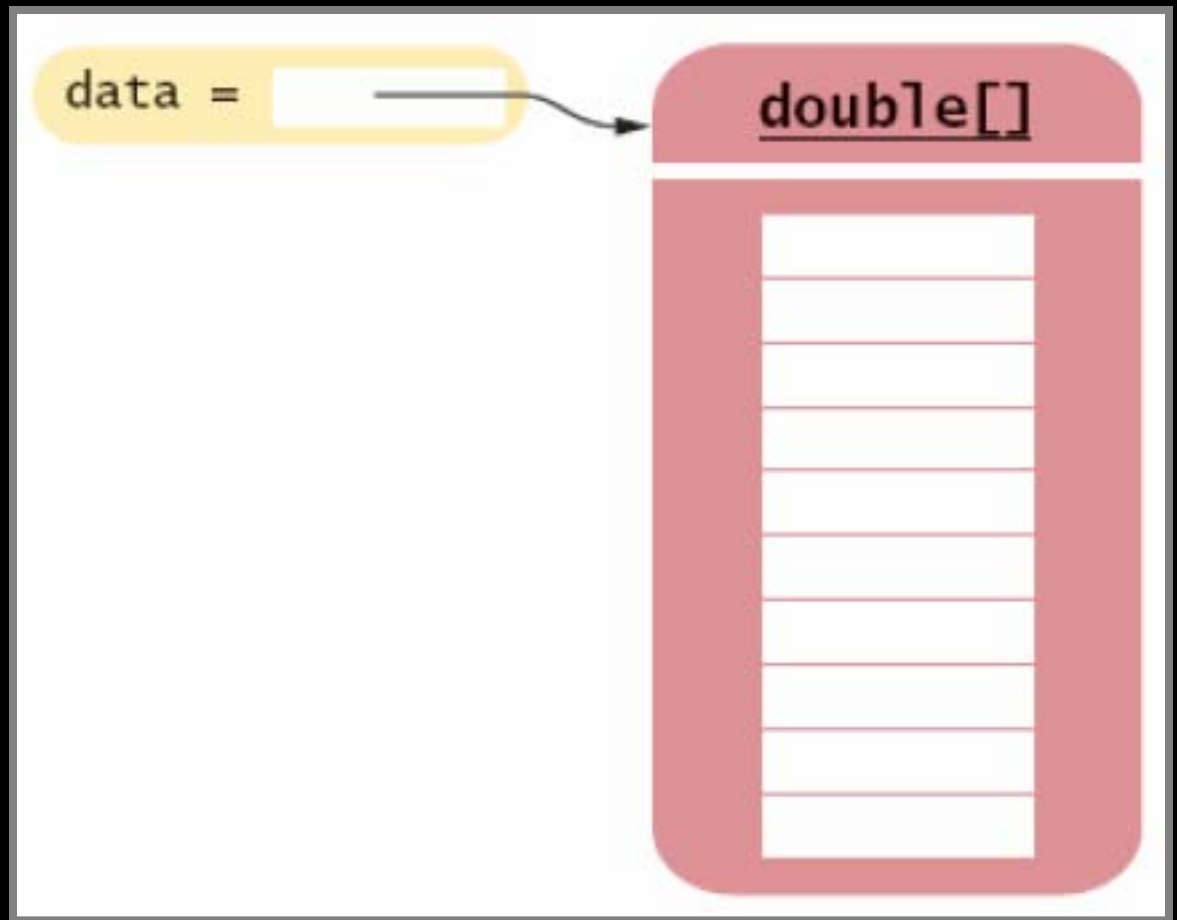 data =
double[]